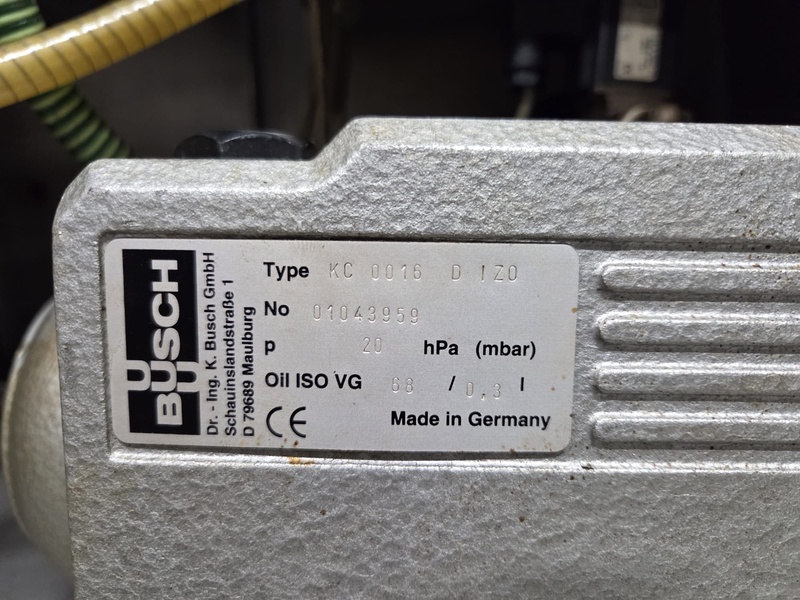 BUSCH
Dr. - Ing. K. Busch GmbH
Schauinslandstraße 1
D 79689 Maulburg
Type KC 0016 D IZ0
No 01043959
p 20 hPa (mbar)
Oil ISO VG 68 / 0,3 l
CE Made in Germany